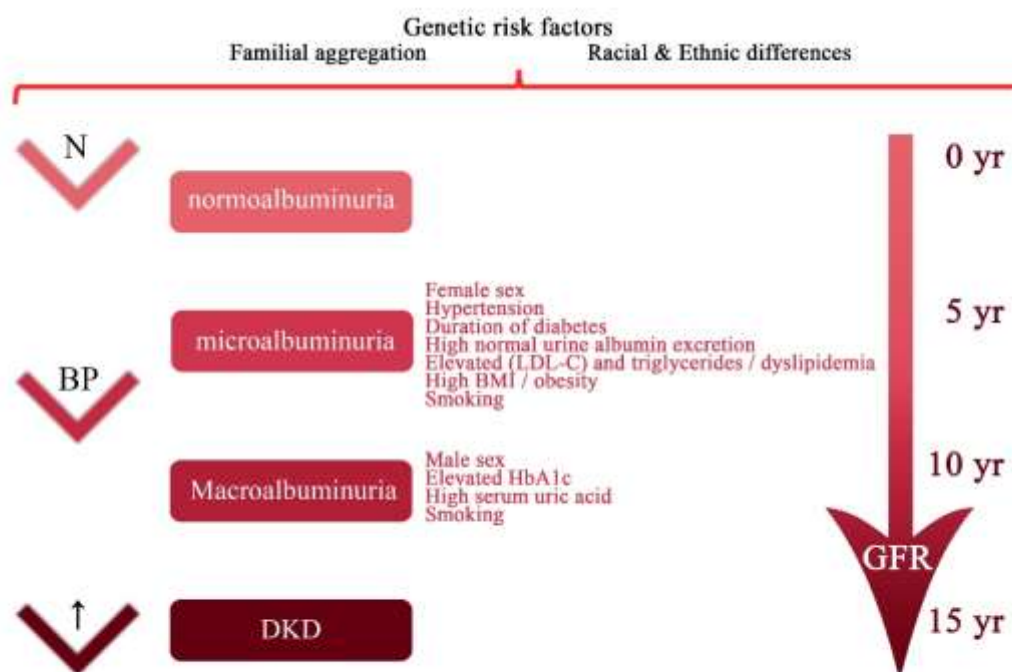 Genetic risk factors
Familial aggregation
Racial & Ethnic differences
N
normoalbuminuria
0 yr
microalbuminuria
Female sex
Hypertension
Duration of diabetes
High normal urine albumin excretion
Elevated (LDL-C) and triglycerides / dyslipidemia
High BMI / obesity
Smoking
5 yr
BP
Macroalbuminuria
Male sex
Elevated HbA1c
High serum uric acid
Smoking
10 yr
GFR
↑
DKD
15 yr